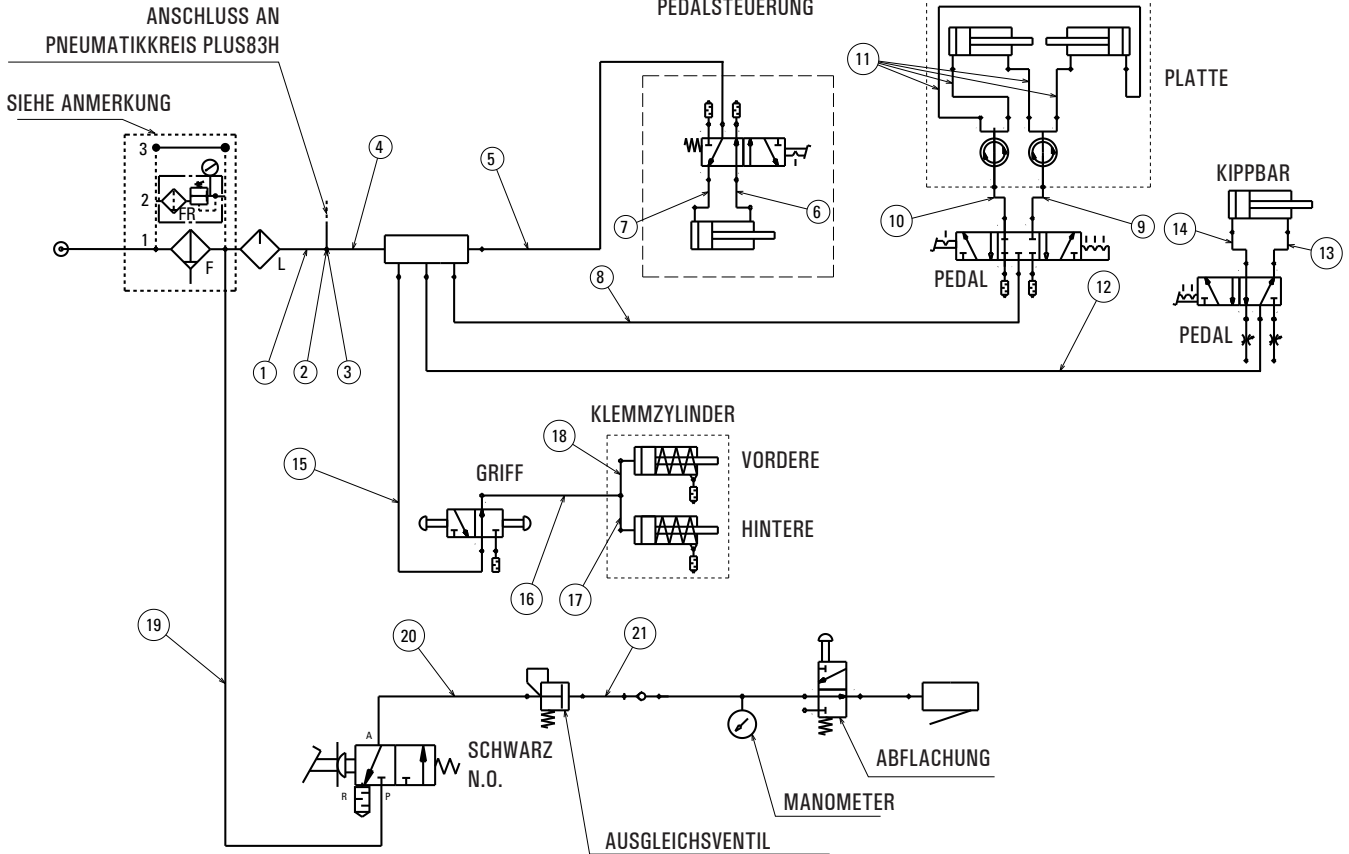 PEDALSTEUERUNG
ANSCHLUSS AN
PNEUMATIKKREIS PLUS83H
SIEHE ANMERKUNG
3
2
FR
1
F
L
4
5
7
6
11
PLATTE
10
9
PEDAL
KIPPBAR
14
13
PEDAL
8
12
1
2
3
KLEMMZYLINDER
18
VORDERE
15
GRIFF
HINTERE
16
17
19
20
21
A
SCHWARZ
N.O.
R
P
ABFLACHUNG
MANOMETER
AUSGLEICHSVENTIL